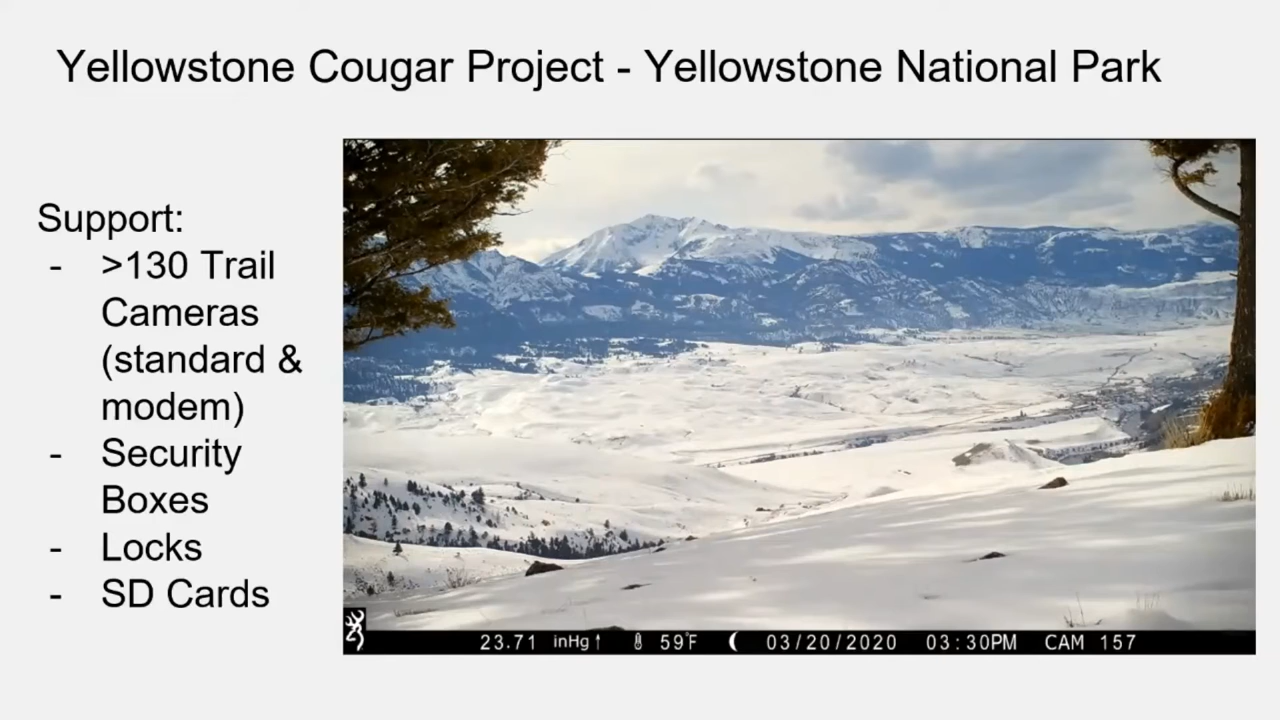 Yellowstone Cougar Project - Yellowstone National Park
Support:
- >130 Trail
Cameras
(standard &
modem)
- Security
Boxes
- Locks
- SD Cards
23.71 inHg↑ 59°F 03/20/2020 03:30PM CAM 157